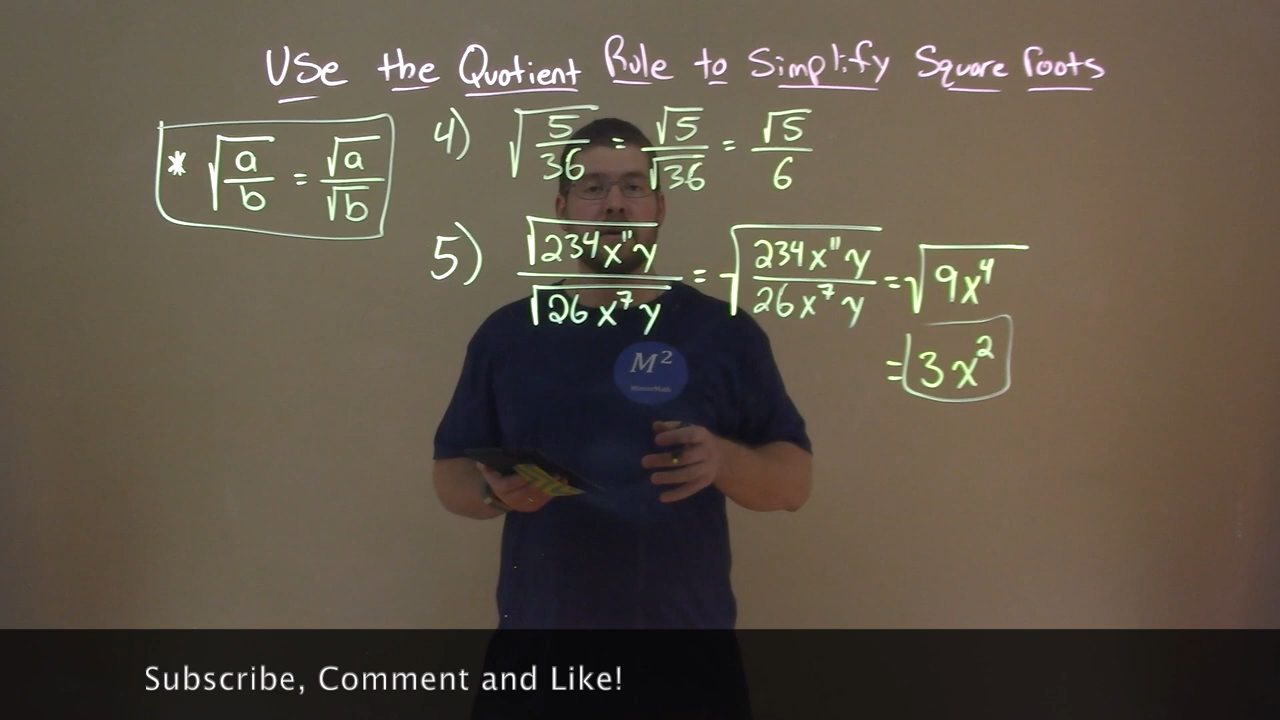 Use the Quotient Rule to Simplify Square Roots
* √(a/b) = √a/√b
4) √(5/36) = √5/√36 = √5/6
5) √(234x¹¹y)/√(26x⁷y) = √(234x¹¹y/26x⁷y) = √(9x⁴)
= 3x²
M²
Subscribe, Comment and Like!